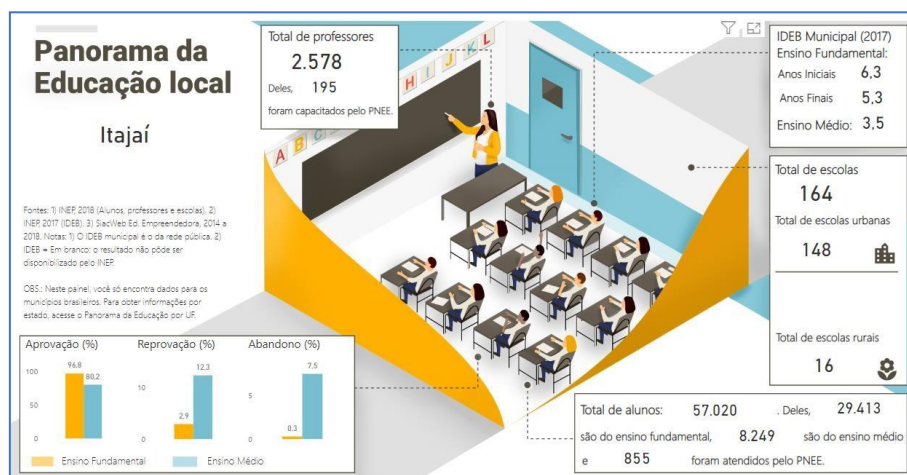 Panorama da
Educação local
Itajaí
Fontes: 1) INEP, 2018 (Alunos, professores e escolas). 2)
INEP, 2017 (IDEB). 3) SiacWeb Ed. Empreendedora, 2014 a
2018. Notas: 1) O IDEB municipal é o da rede pública. 2)
IDEB = Em branco: o resultado não pôde ser
disponibilizado pelo INEP.
OBS.: Neste painel, você só encontra dados para os
municípios brasileiros. Para obter informações por
estado, acesse o Panorama da Educação por UF.
Total de professores
2.578
Deles, 195
foram capacitados pelo PNEE.
A B C H I J K L
IDEB Municipal (2017)
Ensino Fundamental:
Anos Iniciais 6,3
Anos Finais 5,3
Ensino Médio: 3,5
Total de escolas
164
Total de escolas urbanas
148
Total de escolas rurais
16
Aprovação (%) Reprovação (%) Abandono (%)
100 96.8 80.2
50
0
12.3
10
2.9
0
7.5
5
0.3
0
Ensino Fundamental Ensino Médio
Total de alunos: 57.020 . Deles, 29.413
são do ensino fundamental, 8.249 são do ensino médio
e 855 foram atendidos pelo PNEE.